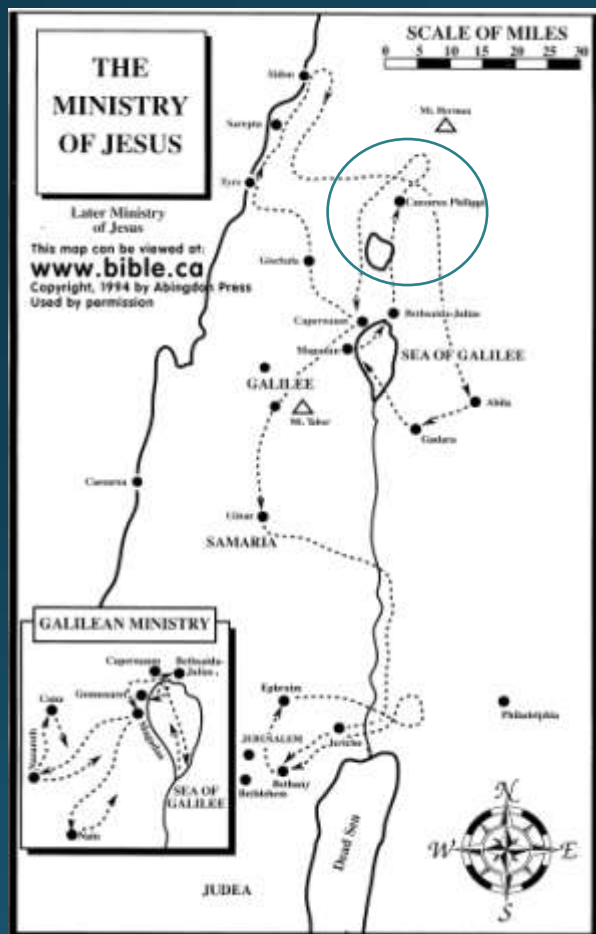 THE
MINISTRY
OF JESUS
Later Ministry
of Jesus
This map can be viewed at:
www.bible.ca
Copyright, 1994 by Abingdon Press
Used by permission
SCALE OF MILES
0 5 10 15 20 25 30
Sidon
Mt. Hermon
Sarepta
Tyre
Caesarea Philippi
Gischala
Capernaum
Bethsaida-Julias
Magadan
SEA OF GALILEE
GALILEE
Mt. Tabor
Abila
Gadara
Caesarea
Ginae
SAMARIA
Ephraim
Philadelphia
JERUSALEM
Jericho
Bethany
Bethlehem
Dead Sea
JUDEA
GALILEAN MINISTRY
Capernaum
Bethsaida-
Julias
Gennesaret
Cana
Magadan
Nazareth
SEA OF
GALILEE
Nain
N
W
E
S